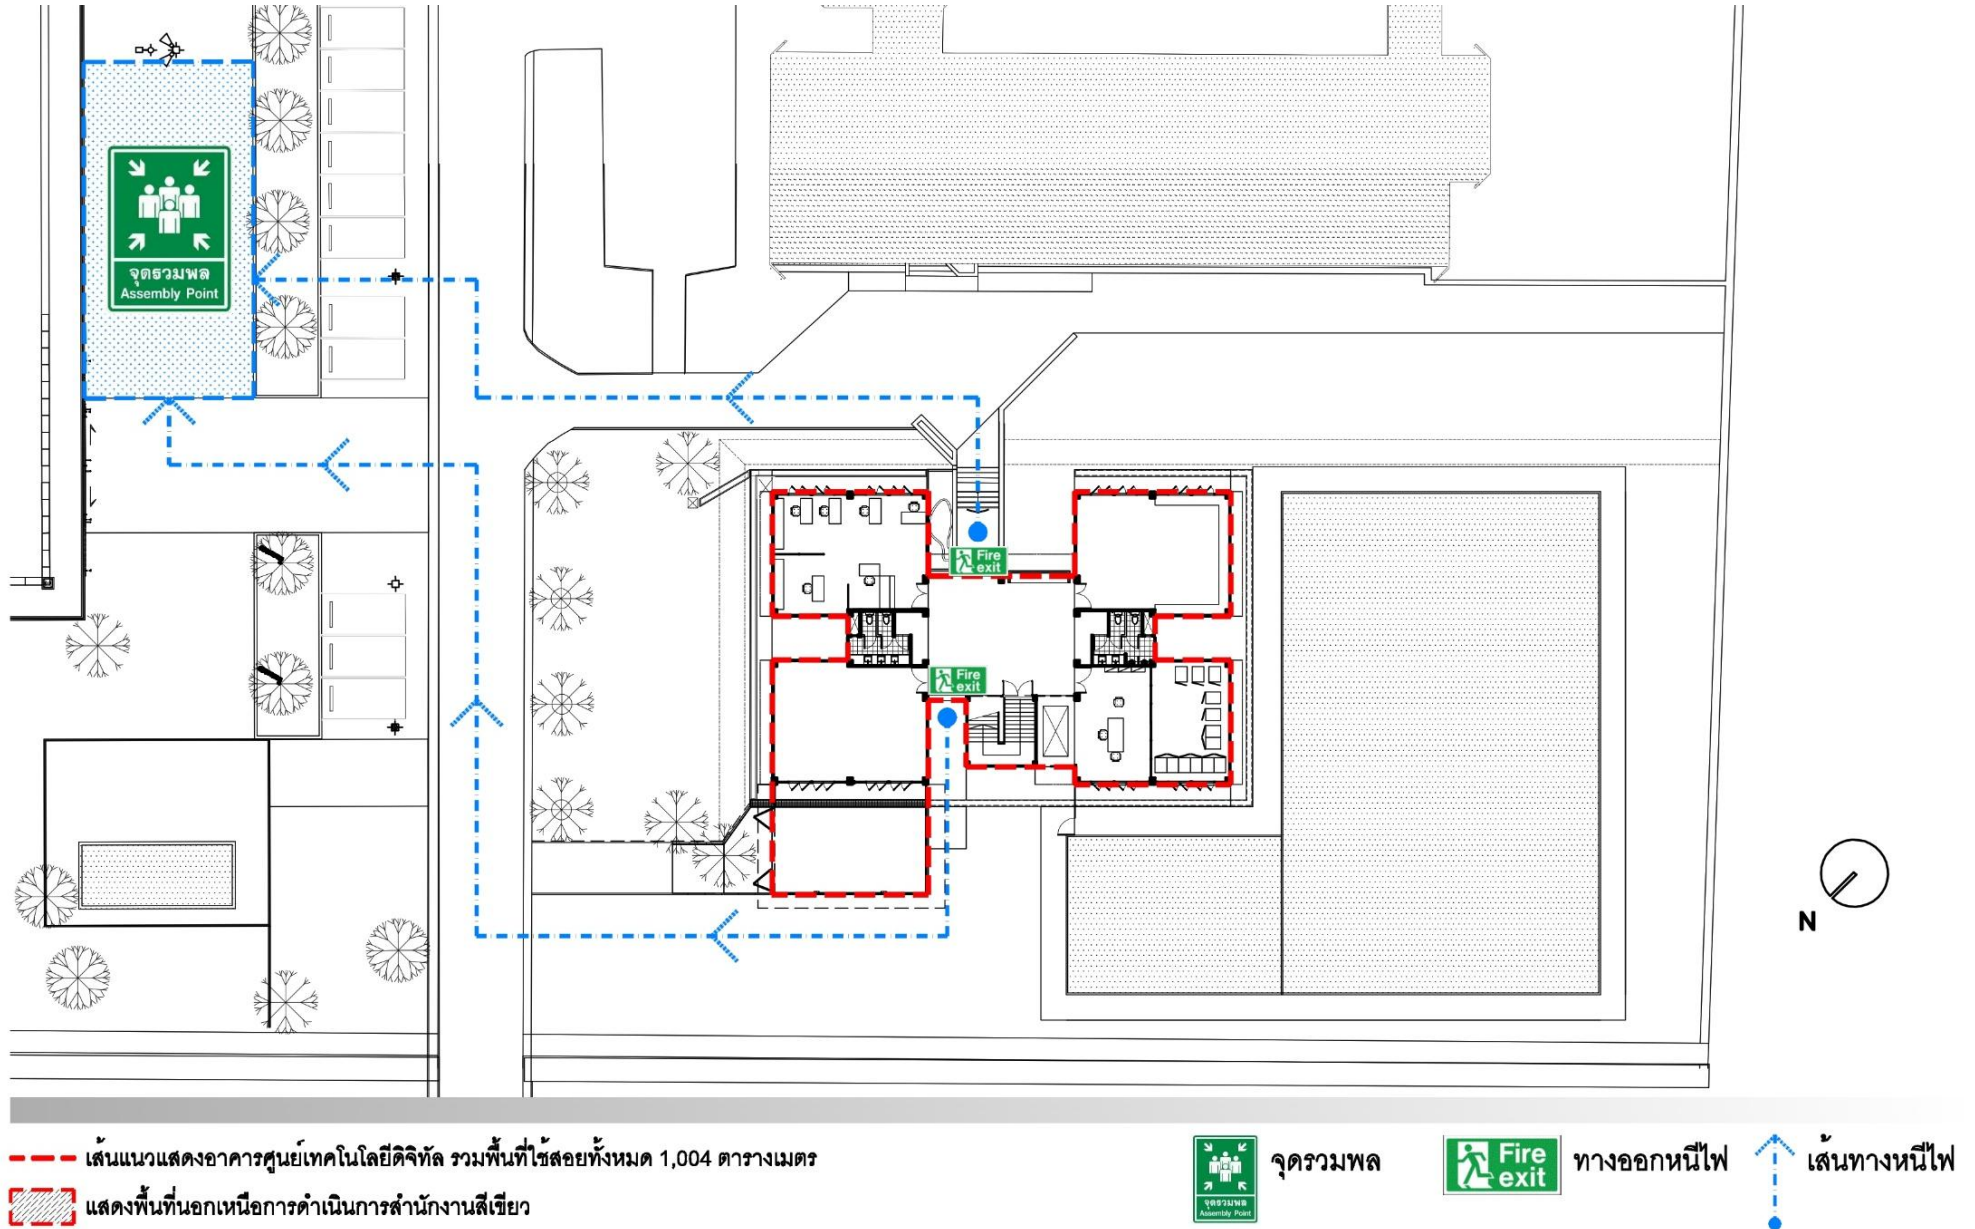 จุดรวมพล
Assembly Point
Fire
exit
Fire
exit
N
เส้นแนวแสดงอาคารศูนย์เทคโนโลยีดิจิทัล รวมพื้นที่ใช้สอยทั้งหมด 1,004 ตารางเมตร
แสดงพื้นที่นอกเหนือการดำเนินการสำนักงานสีเขียว
จุดรวมพล
Assembly Point
จุดรวมพล
Fire
exit
ทางออกหนีไฟ
เส้นทางหนีไฟ